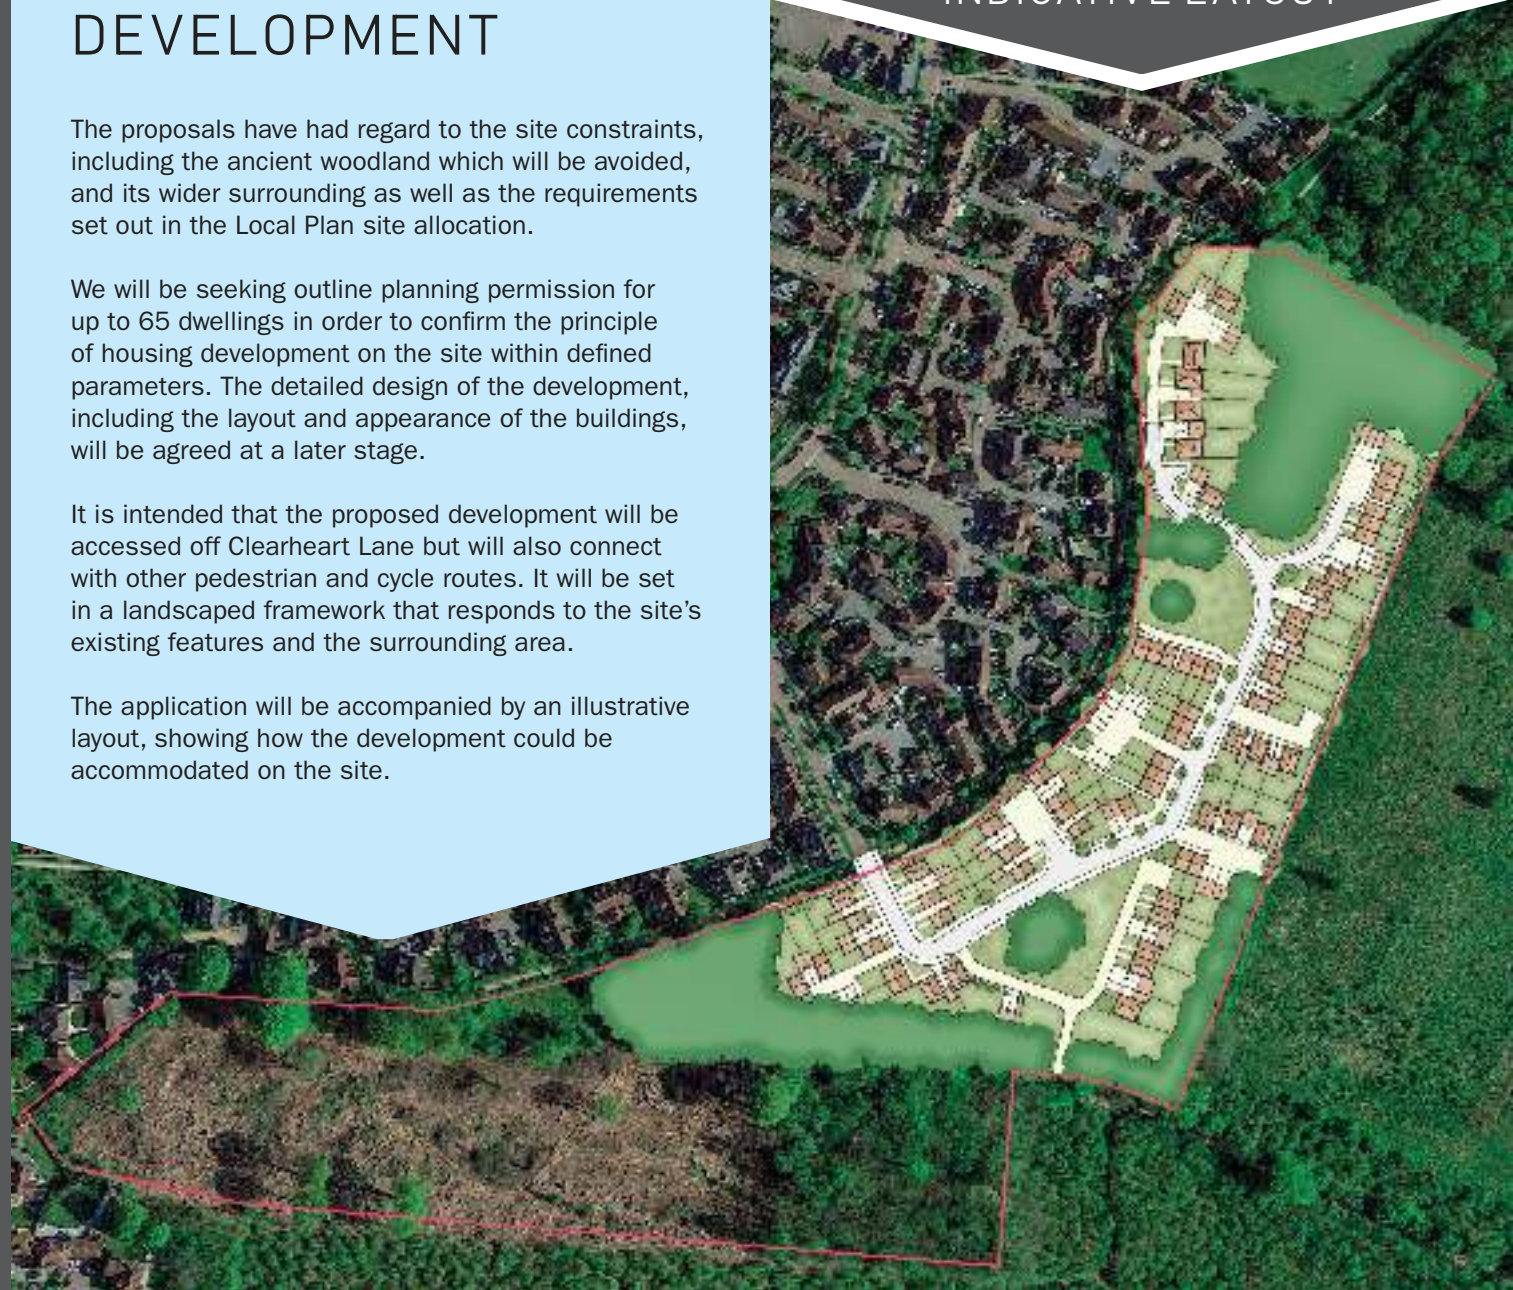 DEVELOPMENT
The proposals have had regard to the site constraints,
including the ancient woodland which will be avoided,
and its wider surrounding as well as the requirements
set out in the Local Plan site allocation.
We will be seeking outline planning permission for
up to 65 dwellings in order to confirm the principle
of housing development on the site within defined
parameters. The detailed design of the development,
including the layout and appearance of the buildings,
will be agreed at a later stage.
It is intended that the proposed development will be
accessed off Clearheart Lane but will also connect
with other pedestrian and cycle routes. It will be set
in a landscaped framework that responds to the site’s
existing features and the surrounding area.
The application will be accompanied by an illustrative
layout, showing how the development could be
accommodated on the site.
INDICATIVE LAYOUT